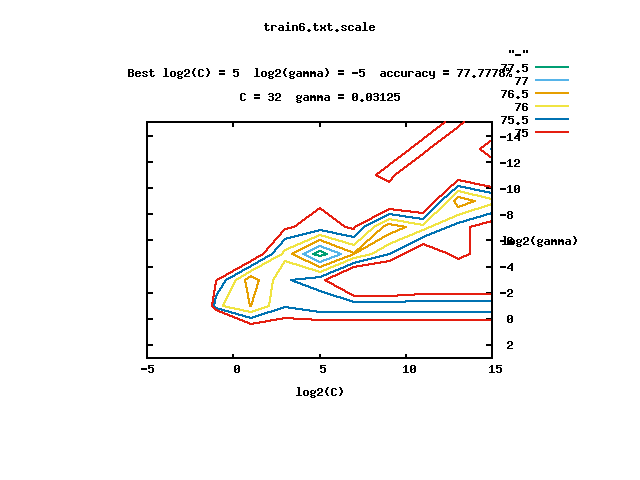 train6.txt.scale
"-"
Best log2(C) = 5 log2(gamma) = -5 accuracy = 77.7778%
77.5
77
C = 32 gamma = 0.03125
76.5
76
75.5
75
-14
-12
-10
-8
-6
log2(gamma)
-4
-2
0
2
-5 0 5 10 15
log2(C)